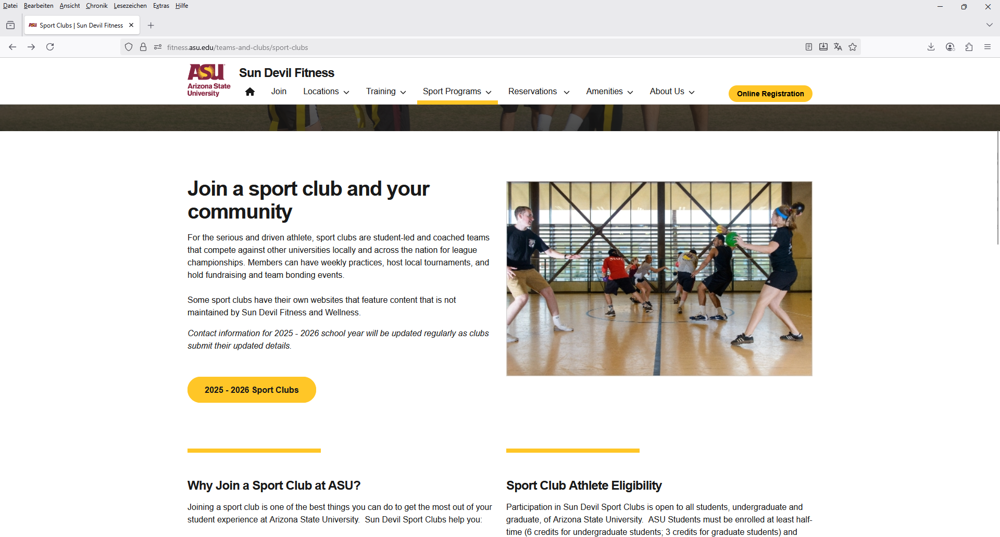 Datei Bearbeiten Ansicht Chronik Lesezeichen Extras Hilfe
ASU Sport Clubs | Sun Devil Fitness
fitness.asu.edu/teams-and-clubs/sport-clubs
ASU
Arizona State
University
Sun Devil Fitness
Join Locations Training Sport Programs Reservations Amenities About Us
Online Registration
Join a sport club and your
community
For the serious and driven athlete, sport clubs are student-led and coached teams
that compete against other universities locally and across the nation for league
championships. Members can have weekly practices, host local tournaments, and
hold fundraising and team bonding events.
Some sport clubs have their own websites that feature content that is not
maintained by Sun Devil Fitness and Wellness.
Contact information for 2025 - 2026 school year will be updated regularly as clubs
submit their updated details.
2025 - 2026 Sport Clubs
Why Join a Sport Club at ASU?
Joining a sport club is one of the best things you can do to get the most out of your
student experience at Arizona State University. Sun Devil Sport Clubs help you:
Sport Club Athlete Eligibility
Participation in Sun Devil Sport Clubs is open to all students, undergraduate and
graduate, of Arizona State University. ASU Students must be enrolled at least half-
time (6 credits for undergraduate students; 3 credits for graduate students) and